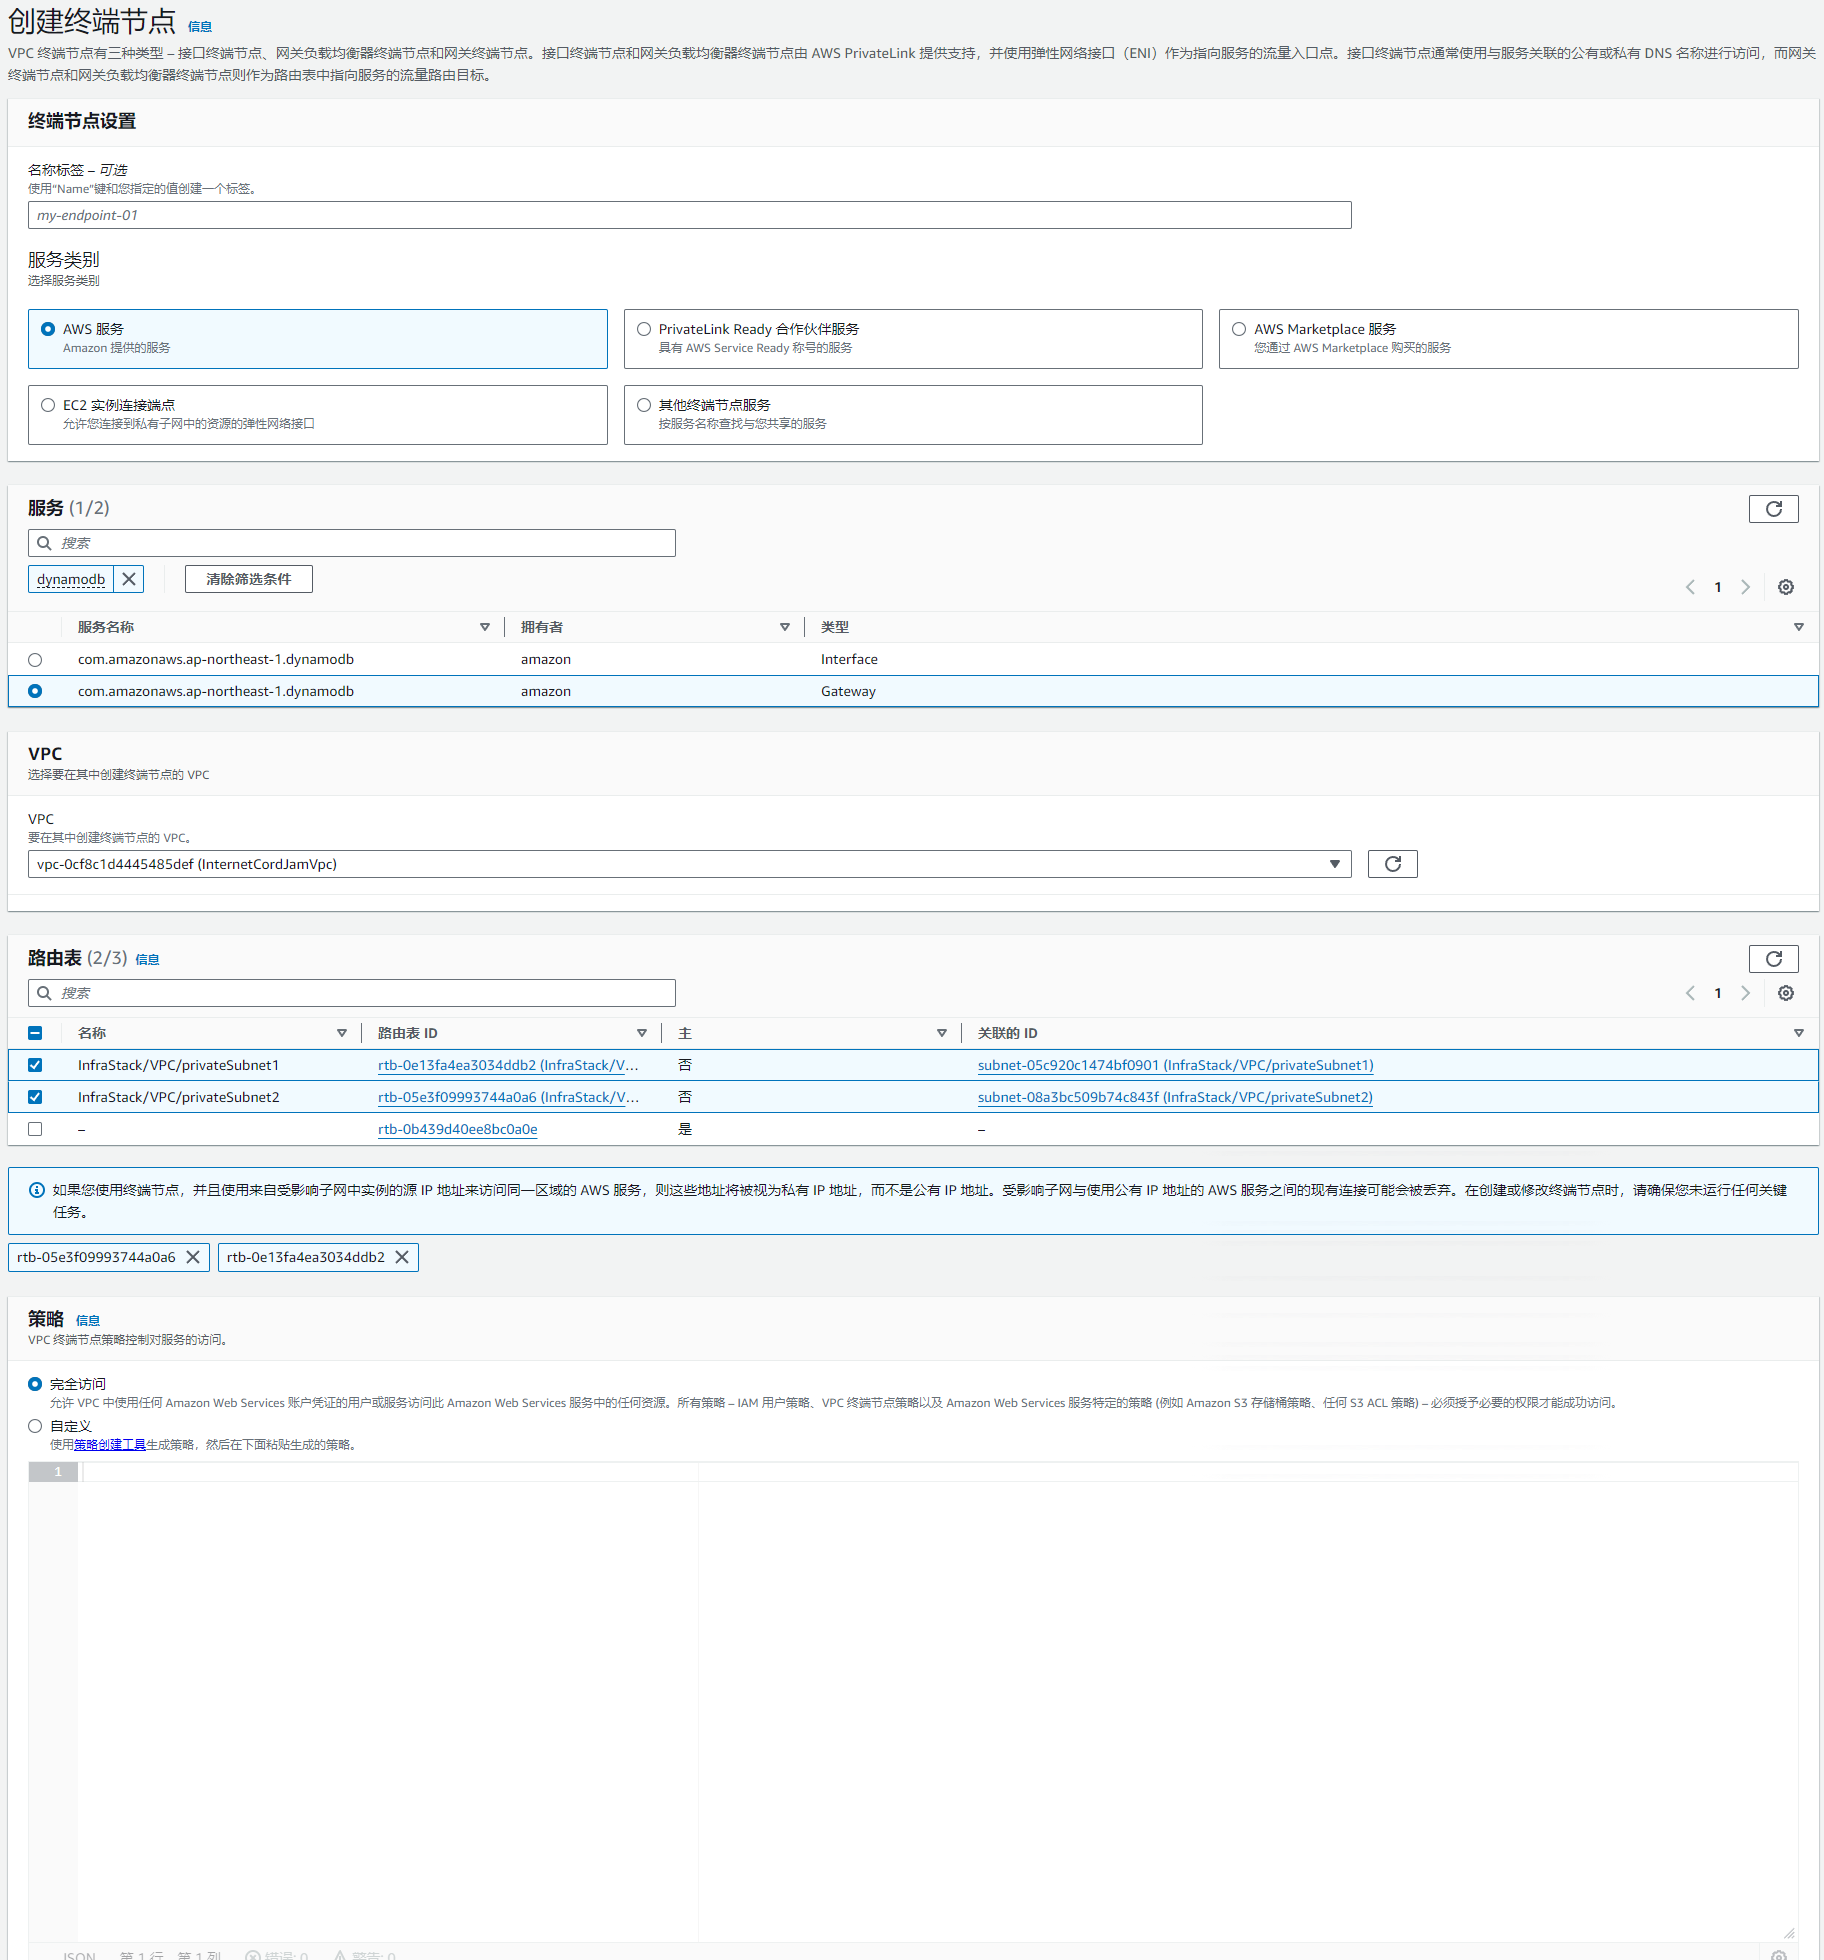 创建终端节点 信息
VPC 终端节点有三种类型 – 接口终端节点、网关负载均衡器终端节点和网关终端节点。接口终端节点和网关负载均衡器终端节点由 AWS PrivateLink 提供支持，并使用弹性网络接口（ENI）作为指向服务的流量入口点。接口终端节点通常使用与服务关联的公有或私有 DNS 名称进行访问，而网关
终端节点和网关负载均衡器终端节点则作为路由表中指向服务的流量路由目标。
终端节点设置
名称标签 – 可选
使用“Name”键和您指定的值创建一个标签。
my-endpoint-01
服务类别
选择服务类别
AWS 服务
Amazon 提供的服务
PrivateLink Ready 合作伙伴服务
具有 AWS Service Ready 称号的服务
AWS Marketplace 服务
您通过 AWS Marketplace 购买的服务
EC2 实例连接端点
允许您连接到私有子网中的资源的弹性网络接口
其他终端节点服务
按服务名称查找与您共享的服务
服务 (1/2)
搜索
dynamodb 清除筛选条件
1
服务名称 拥有者 类型
com.amazonaws.ap-northeast-1.dynamodb amazon Interface
com.amazonaws.ap-northeast-1.dynamodb amazon Gateway
VPC
选择要在其中创建终端节点的 VPC
VPC
要在其中创建终端节点的 VPC。
vpc-0cf8c1d4445485def (InternetCordJamVpc)
路由表 (2/3) 信息
搜索
1
名称 路由表 ID 主 关联的 ID
InfraStack/VPC/privateSubnet1 rtb-0e13fa4ea3034ddb2 (InfraStack/V... 否 subnet-05c920c1474bf0901 (InfraStack/VPC/privateSubnet1)
InfraStack/VPC/privateSubnet2 rtb-05e3f09993744a0a6 (InfraStack/V... 否 subnet-08a3bc509b74c843f (InfraStack/VPC/privateSubnet2)
– rtb-0b439d40ee8bc0a0e 是 –
如果您使用终端节点，并且使用来自受影响子网中实例的源 IP 地址来访问同一区域的 AWS 服务，则这些地址将被视为私有 IP 地址，而不是公有 IP 地址。受影响子网与使用公有 IP 地址的 AWS 服务之间的现有连接可能会被丢弃。在创建或修改终端节点时，请确保您未运行任何关键
任务。
rtb-05e3f09993744a0a6 rtb-0e13fa4ea3034ddb2
策略 信息
VPC 终端节点策略控制对服务的访问。
完全访问
允许 VPC 中使用任何 Amazon Web Services 账户凭证的用户或服务访问此 Amazon Web Services 服务中的任何资源。所有策略 – IAM 用户策略、VPC 终端节点策略以及 Amazon Web Services 服务特定的策略 (例如 Amazon S3 存储桶策略、任何 S3 ACL 策略) – 必须授予必要的权限才能成功访问。
自定义
使用策略创建工具生成策略，然后在下面粘贴生成的策略。
1
JSON 第 1 行，第 1 列 错误: 0 警告: 0